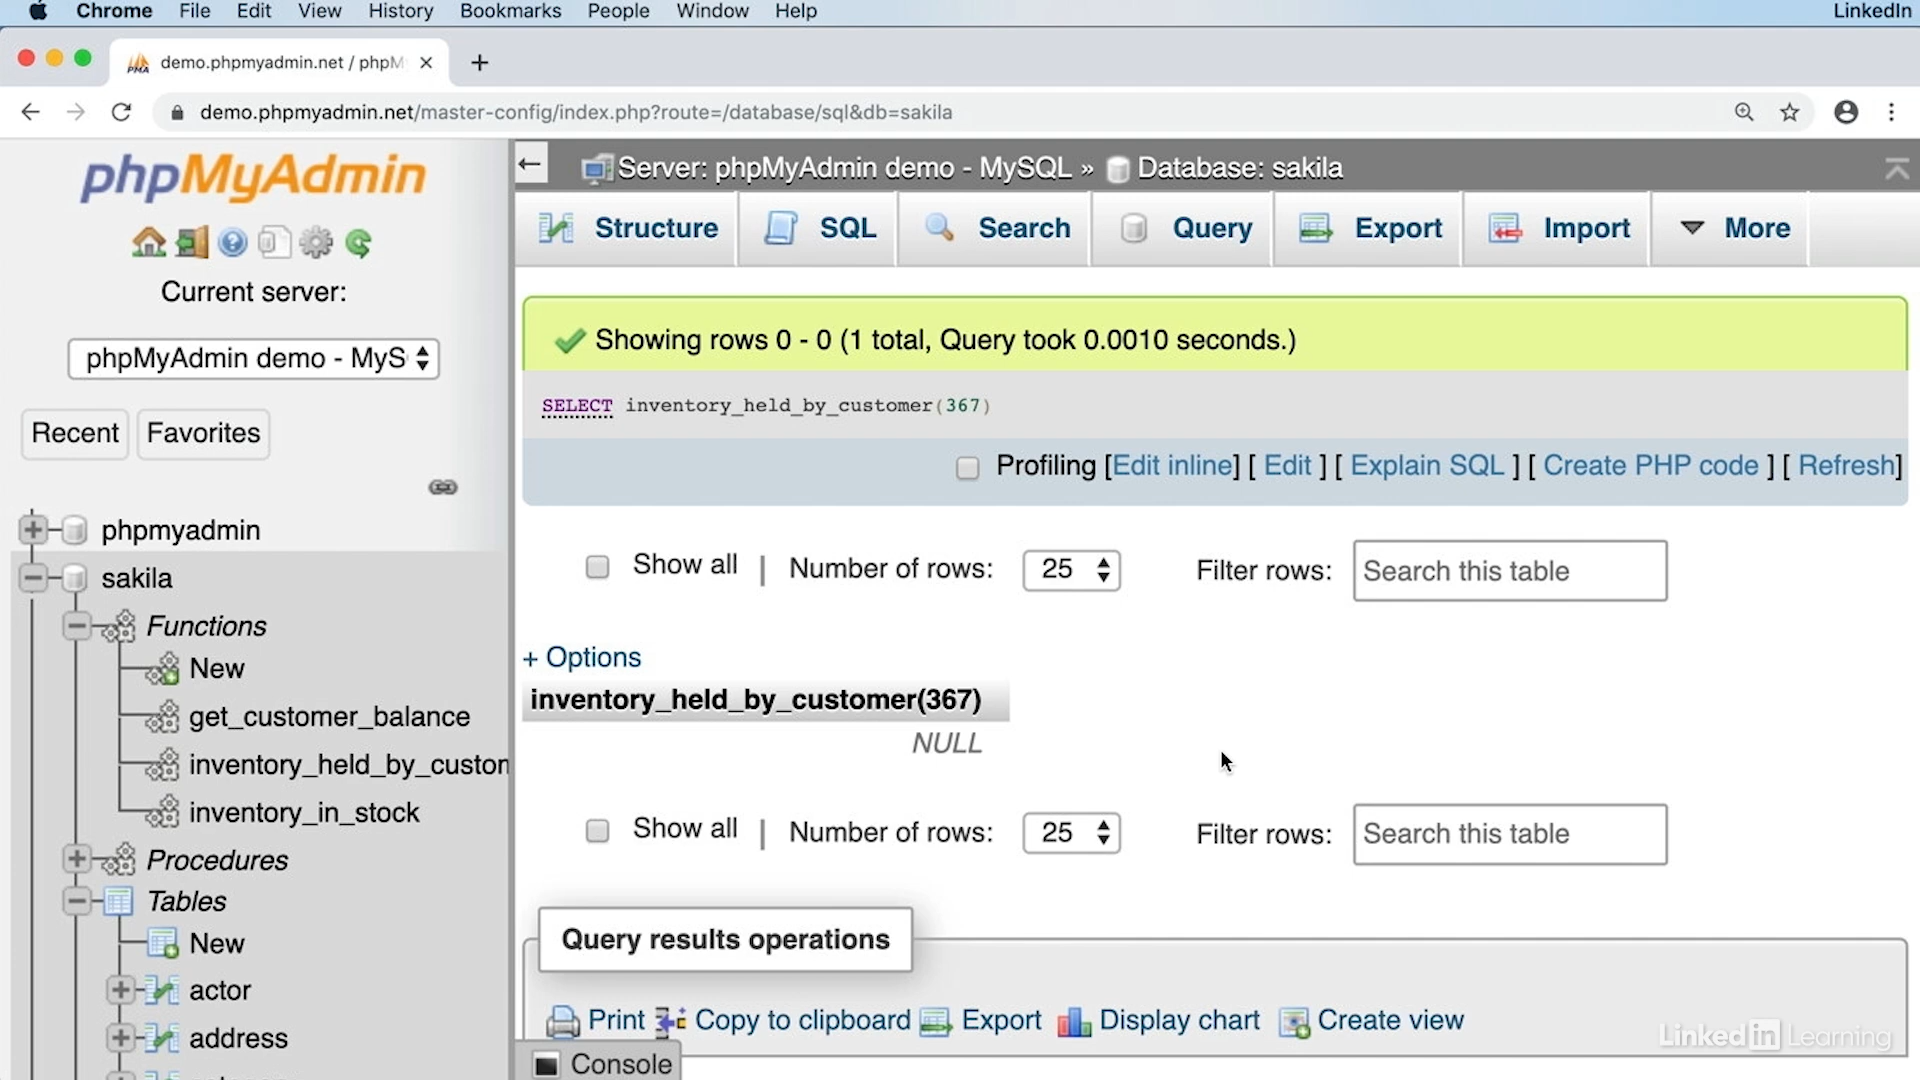 Chrome File Edit View History Bookmarks People Window Help LinkedIn
demo.phpmyadmin.net / phpM
demo.phpmyadmin.net/master-config/index.php?route=/database/sql&db=sakila
phpMyAdmin
Current server:
phpMyAdmin demo - MyS
Recent Favorites
phpmyadmin
sakila
Functions
New
get_customer_balance
inventory_held_by_custom
inventory_in_stock
Procedures
Tables
New
actor
address
Server: phpMyAdmin demo - MySQL » Database: sakila
Structure SQL Search Query Export Import More
Showing rows 0 - 0 (1 total, Query took 0.0010 seconds.)
SELECT inventory_held_by_customer(367)
Profiling [Edit inline] [ Edit ] [ Explain SQL ] [ Create PHP code ] [ Refresh]
Show all | Number of rows: 25 Filter rows: Search this table
+ Options
inventory_held_by_customer(367)
NULL
Show all | Number of rows: 25 Filter rows: Search this table
Query results operations
Print Copy to clipboard Export Display chart Create view
Console
LinkedIn Learning